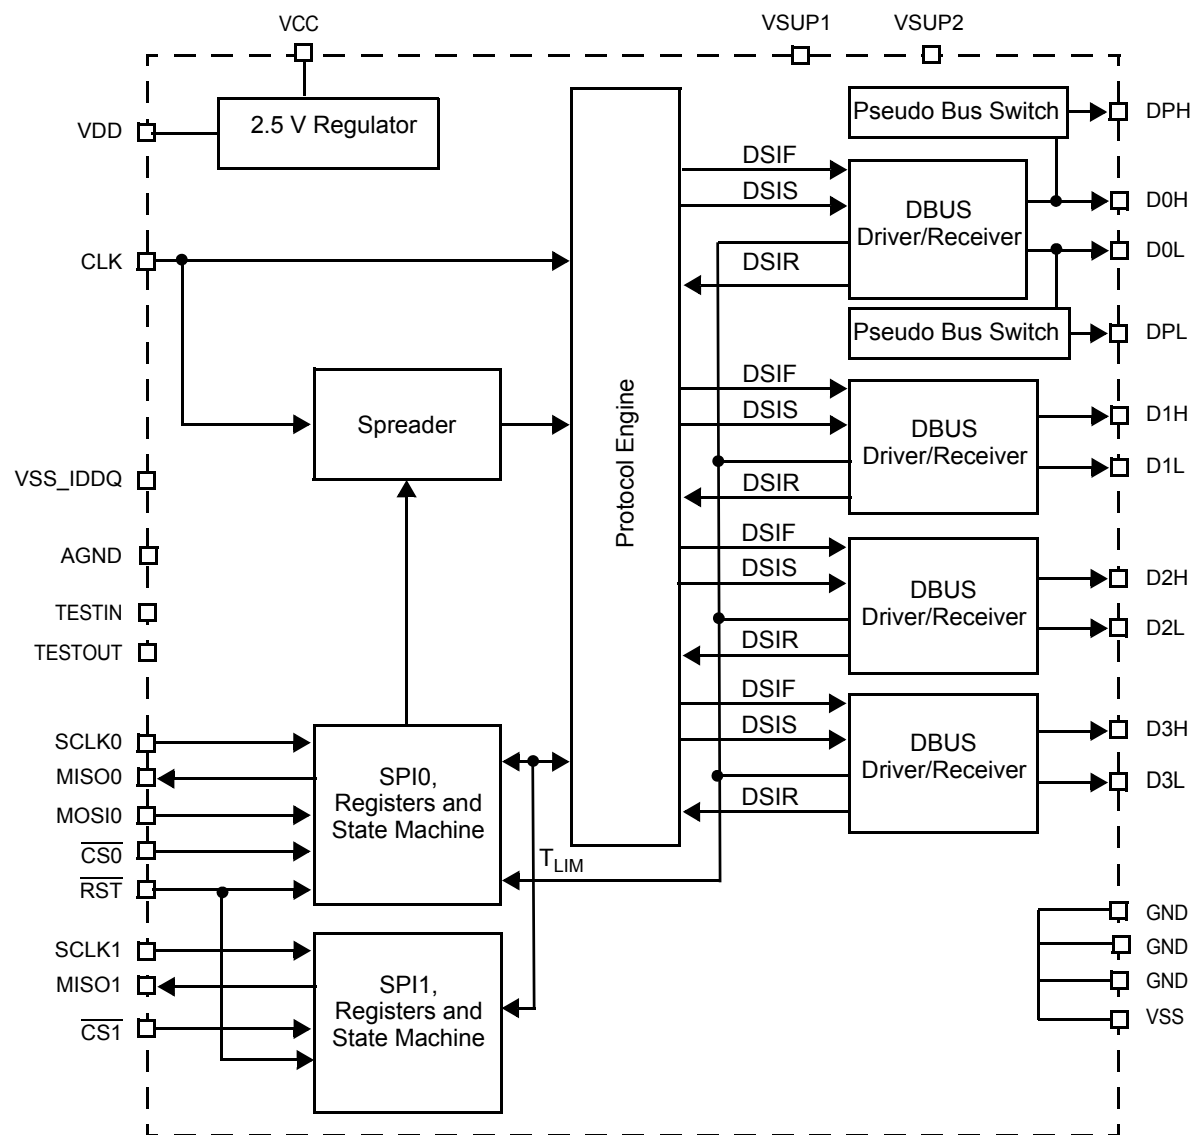 VCC
VSUP1
VSUP2
VDD
2.5 V Regulator
Pseudo Bus Switch
DPH
DSIF
DSIS
DBUS
Driver/Receiver
D0H
CLK
DSIR
D0L
Pseudo Bus Switch
DPL
Spreader
Protocol Engine
DSIF
DSIS
DBUS
Driver/Receiver
D1H
D1L
VSS_IDDQ
DSIR
AGND
DSIF
DSIS
DBUS
Driver/Receiver
D2H
D2L
TESTIN
TESTOUT
DSIR
DSIF
DSIS
DBUS
Driver/Receiver
D3H
D3L
DSIR
SCLK0
MISO0
MOSI0
CS0
RST
SPI0,
Registers and
State Machine
TLIM
SCLK1
MISO1
CS1
SPI1,
Registers and
State Machine
GND
GND
GND
VSS